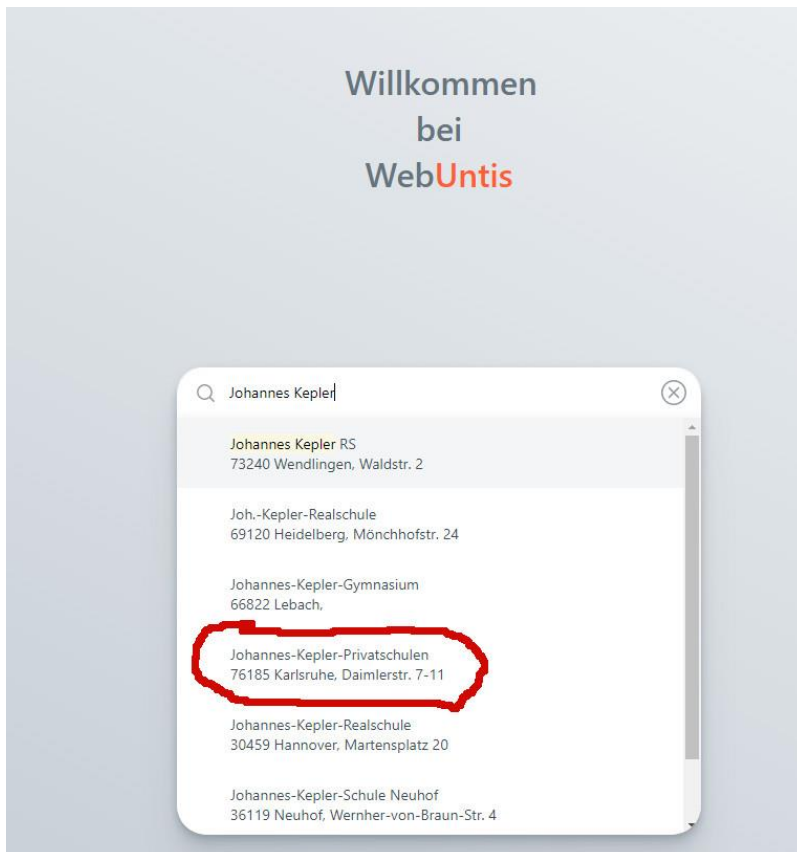 Willkommen
bei
WebUntis
Johannes Kepler
Johannes Kepler RS
73240 Wendlingen, Waldstr. 2
Joh.-Kepler-Realschule
69120 Heidelberg, Mönchhofstr. 24
Johannes-Kepler-Gymnasium
66822 Lebach,
Johannes-Kepler-Privatschulen
76185 Karlsruhe, Daimlerstr. 7-11
Johannes-Kepler-Realschule
30459 Hannover, Martensplatz 20
Johannes-Kepler-Schule Neuhof
36119 Neuhof, Wernher-von-Braun-Str. 4